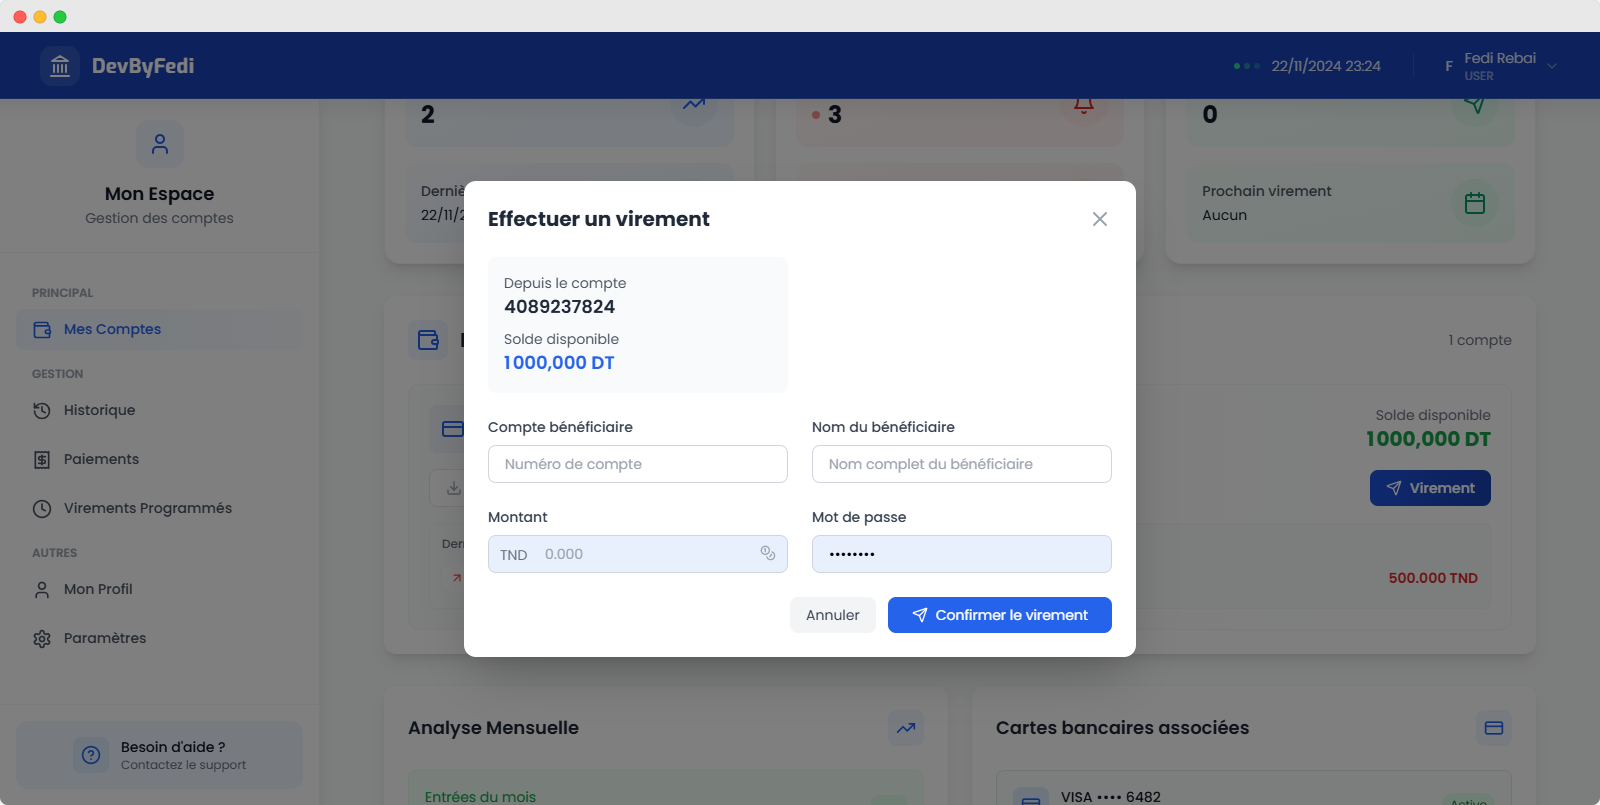 DevByFedi
22/11/2024 23:24
F
Fedi Rebai
USER
Mon Espace
Gestion des comptes
PRINCIPAL
Mes Comptes
GESTION
Historique
Paiements
Virements Programmés
AUTRES
Mon Profil
Paramètres
Besoin d'aide ?
Contactez le support
2
3
0
22/11/2
Prochain virement
Aucun
Effectuer un virement
Depuis le compte
4089237824
Solde disponible
1 000,000 DT
Compte bénéficiaire
Nom du bénéficiaire
Numéro de compte
Nom complet du bénéficiaire
Montant
Mot de passe
TND
0.000
••••••••
Annuler
Confirmer le virement
1 compte
Solde disponible
1 000,000 DT
Virement
500.000 TND
Analyse Mensuelle
Entrées du mois
Cartes bancaires associées
VISA •••• 6482
Active